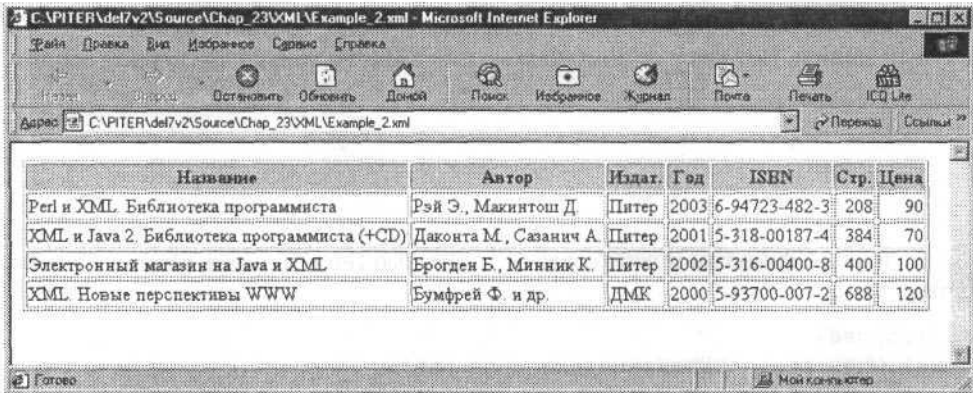 C:\PITER\del7v2\Source\Chap_23\XML\Example_2.xml - Microsoft Internet Explorer
Файл Правка Вид Избранное Сервис Справка
Назад Вперед Остановить Обновить Домой Поиск Избранное Журнал Почта Печать ICQ Lite
Адрес C:\PITER\del7v2\Source\Chap_23\XML\Example_2.xml Переход Ссылки »
Название Автор Издат. Год ISBN Стр. Цена
Perl и XML. Библиотека программиста Рэй Э., Макинтош Д. Питер 2003 6-94723-482-3 208 90
XML и Java 2. Библиотека программиста (+CD) Даконта М., Сазанич А. Питер 2001 5-318-00187-4 384 70
Электронный магазин на Java и XML Брогден Б., Минник К. Питер 2002 5-316-00400-8 400 100
XML. Новые перспективы WWW Бумфрей Ф. и др. ДМК 2000 5-93700-007-2 688 120
Готово Мой компьютер